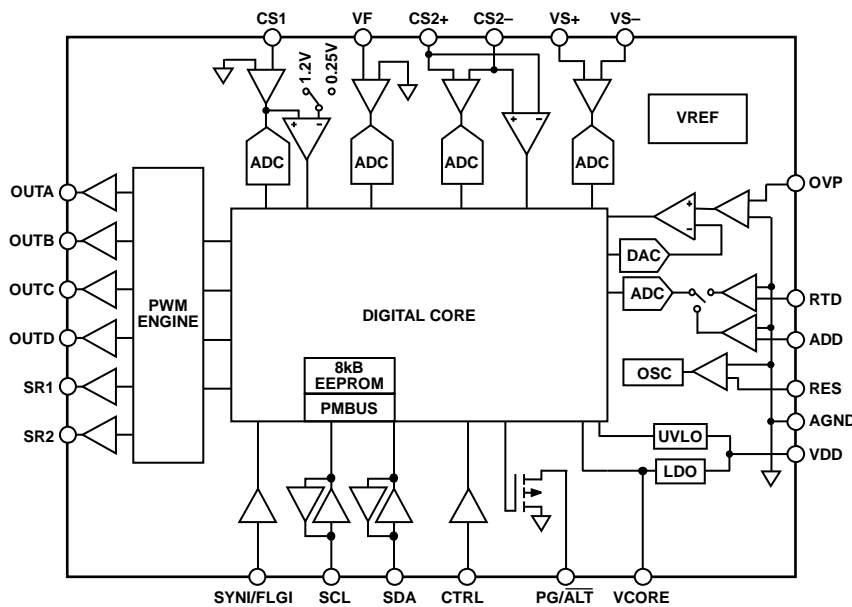 CS1 VF CS2+ CS2– VS+ VS–
1.2V
0.25V
+ –
+ –
VREF
ADC ADC ADC ADC
OVP
+
–
DAC
OUTA
OUTB
OUTC
OUTD
SR1
SR2
PWM
ENGINE
DIGITAL CORE
8kB
EEPROM
PMBUS
ADC
RTD
ADD
OSC
RES
AGND
UVLO
VDD
LDO
SYNI/FLGI SCL SDA CTRL PG/ALT VCORE